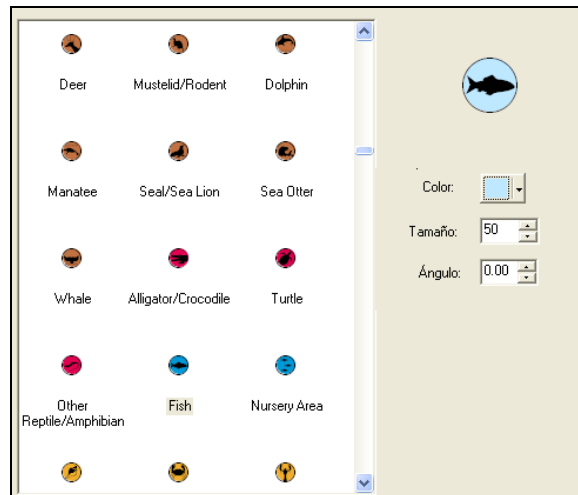 Deer
Mustelid/Rodent
Dolphin
Manatee
Seal/Sea Lion
Sea Otter
Whale
Alligator/Crocodile
Turtle
Other
Reptile/Amphibian
Fish
Nursery Area
Color:
Tamaño: 50
Ángulo: 0.00